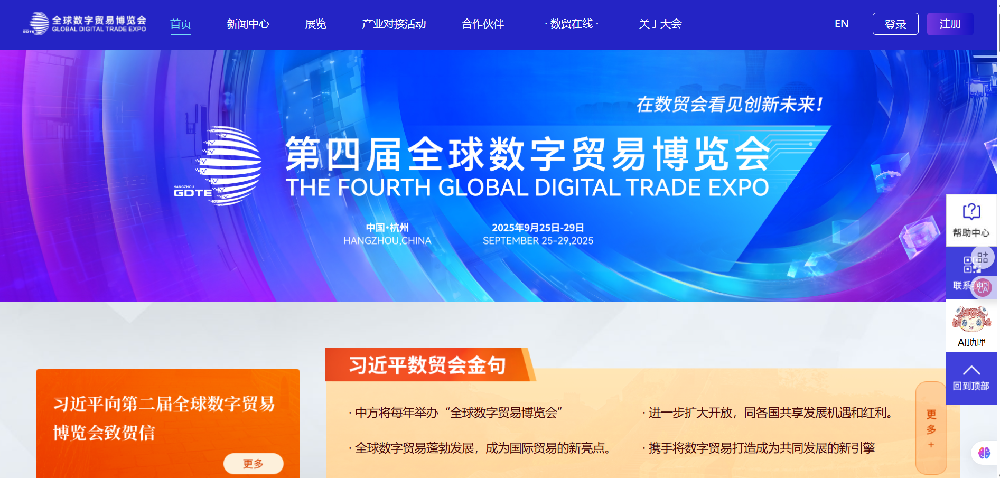 全球数字贸易博览会
GLOBAL DIGITAL TRADE EXPO
GDTE
首页
新闻中心
展览
产业对接活动
合作伙伴
· 数贸在线 ·
关于大会
EN
登录
注册
在数贸会看见创新未来！
第四届全球数字贸易博览会
THE FOURTH GLOBAL DIGITAL TRADE EXPO
HANGZHOU
GDTE
中国·杭州
2025年9月25日-29日
HANGZHOU,CHINA
SEPTEMBER 25-29,2025
帮助中心
联系
AI助理
回到顶部
习近平向第二届全球数字贸易
博览会致贺信
更多
习近平数贸会金句
· 中方将每年举办“全球数字贸易博览会”
· 进一步扩大开放，同各国共享发展机遇和红利。
· 全球数字贸易蓬勃发展，成为国际贸易的新亮点。
· 携手将数字贸易打造成为共同发展的新引擎
更多+